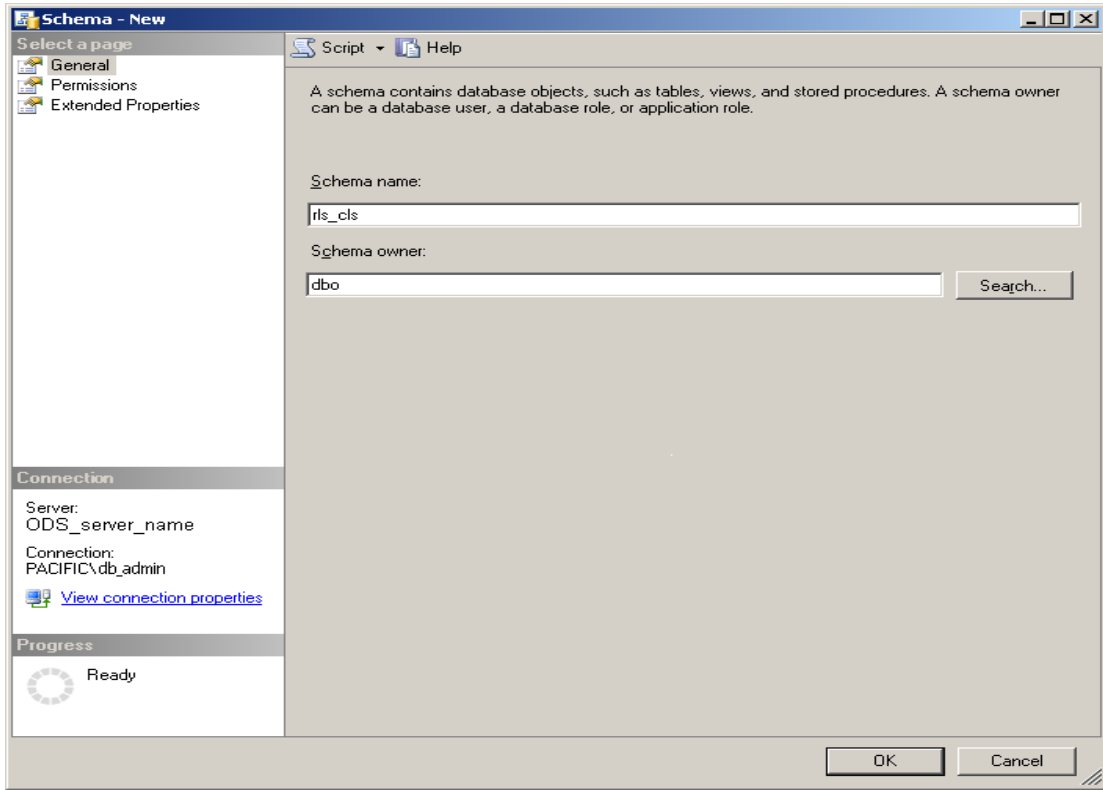 Schema - New
Select a page
General
Permissions
Extended Properties
Script Help
A schema contains database objects, such as tables, views, and stored procedures. A schema owner
can be a database user, a database role, or application role.
Schema name:
rls_cls
Schema owner:
dbo
Search...
Connection
Server:
ODS_server_name
Connection:
PACIFIC\db_admin
View connection properties
Progress
Ready
OK Cancel